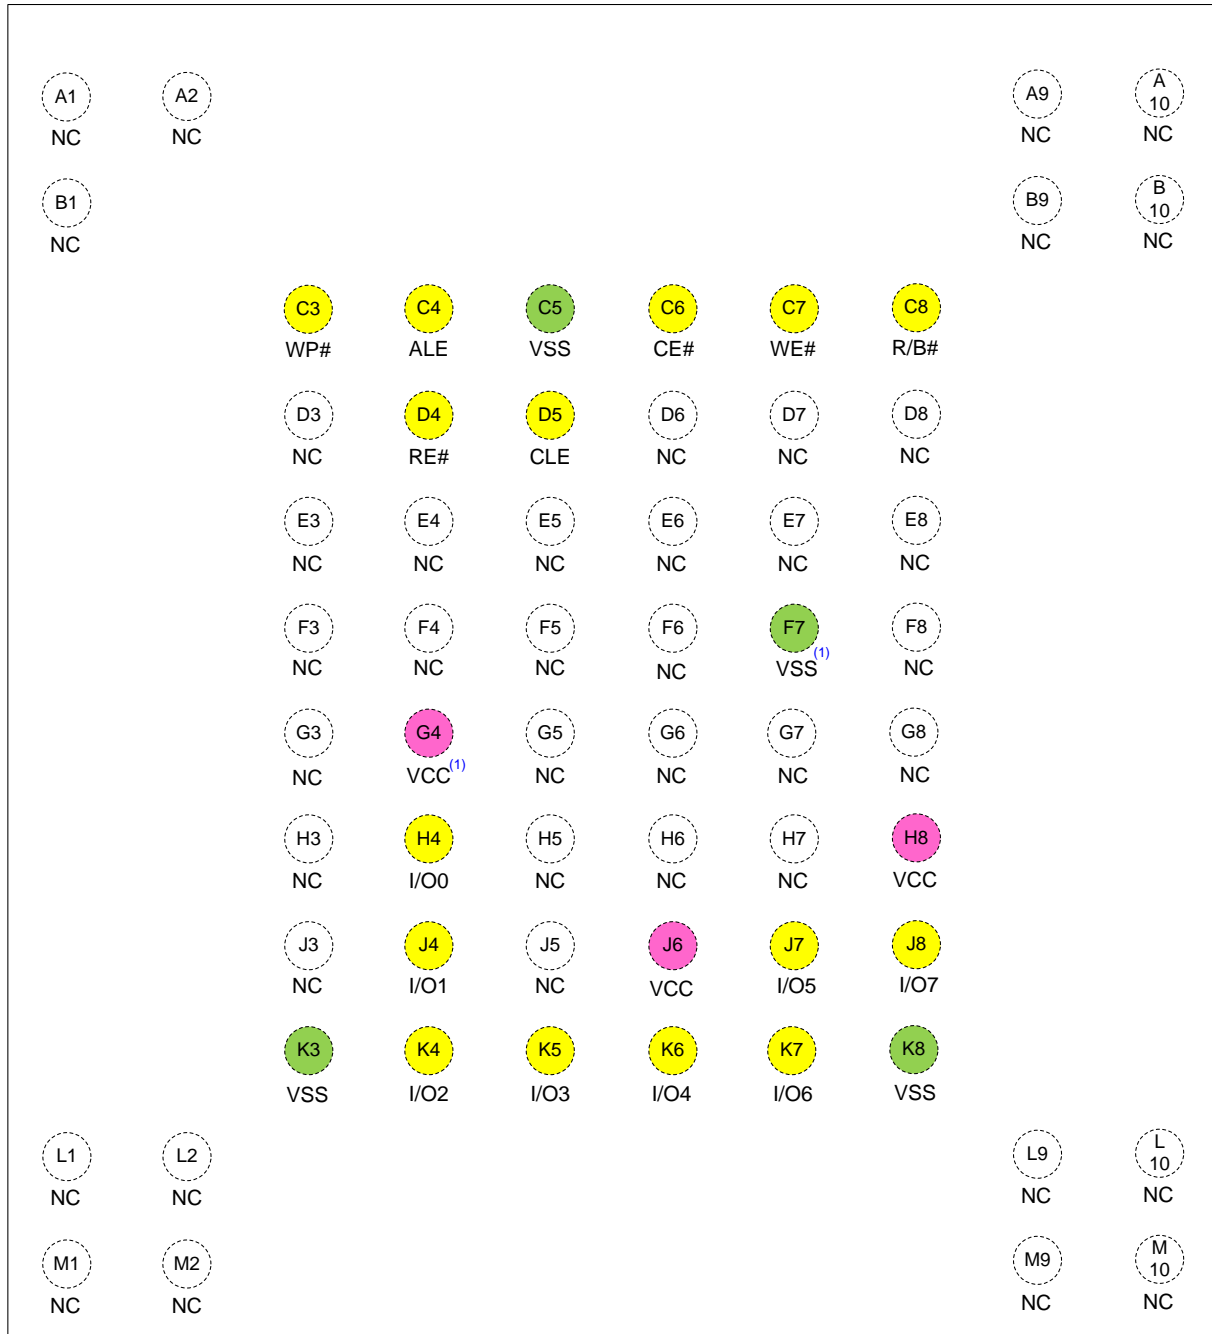 A1 A2 A9 A
10
NC NC NC NC
B1 B9 B
10
NC NC NC
C3 C4 C5 C6 C7 C8
WP# ALE VSS CE# WE# R/B#
D3 D4 D5 D6 D7 D8
NC RE# CLE NC NC NC
E3 E4 E5 E6 E7 E8
NC NC NC NC NC NC
F3 F4 F5 F6 F7 F8
NC NC NC NC VSS(1) NC
G3 G4 G5 G6 G7 G8
NC VCC(1) NC NC NC NC
H3 H4 H5 H6 H7 H8
NC I/O0 NC NC NC VCC
J3 J4 J5 J6 J7 J8
NC I/O1 NC VCC I/O5 I/O7
K3 K4 K5 K6 K7 K8
VSS I/O2 I/O3 I/O4 I/O6 VSS
L1 L2 L9 L
10
NC NC NC NC
M1 M2 M9 M
10
NC NC NC NC